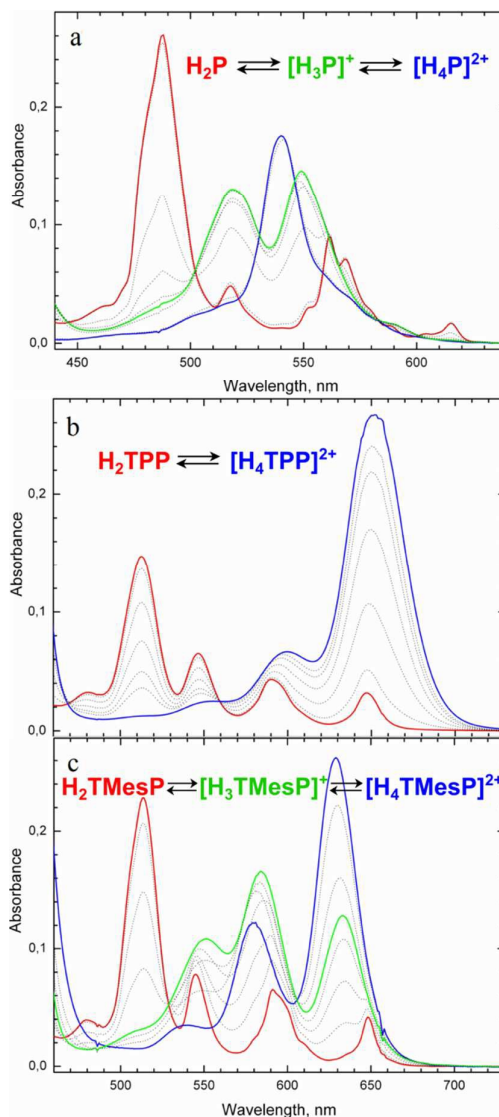 a
H₂P ⇌ [H₃P]⁺ ⇌ [H₄P]²⁺
0,2
0,1
0,0
Absorbance
450 500 550 600
Wavelength, nm
b
H₂TPP ⇌ [H₄TPP]²⁺
0,2
0,1
0,0
Absorbance
c
H₂TMesP ⇌ [H₃TMesP]⁺ ⇌ [H₄TMesP]²⁺
0,2
0,1
0,0
Absorbance
500 550 600 650 700
Wavelength, nm